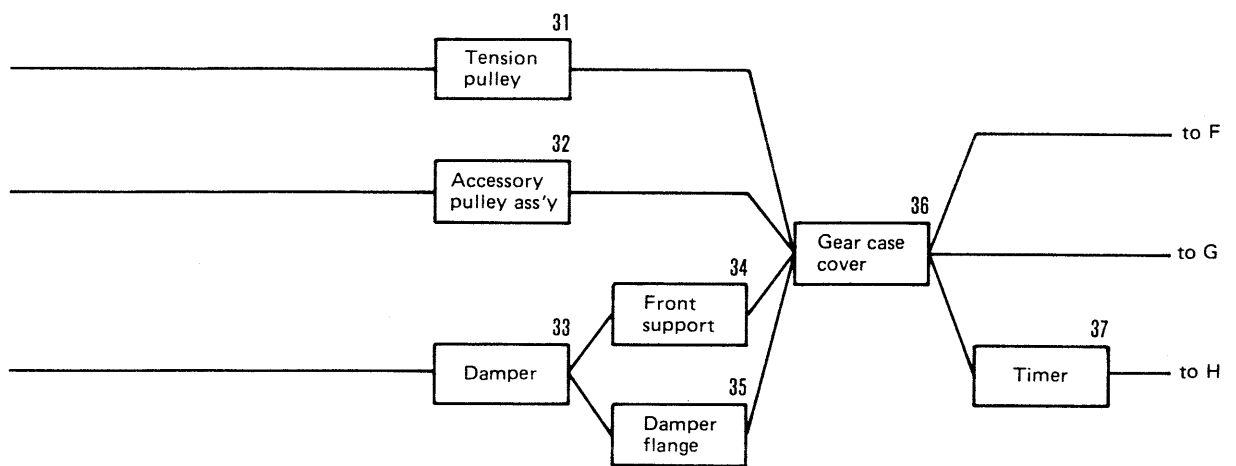 31
Tension
pulley
to F
32
Accessory
pulley ass'y
36
Gear case
cover
to G
34
Front
support
33
Damper
37
Timer
to H
35
Damper
flange